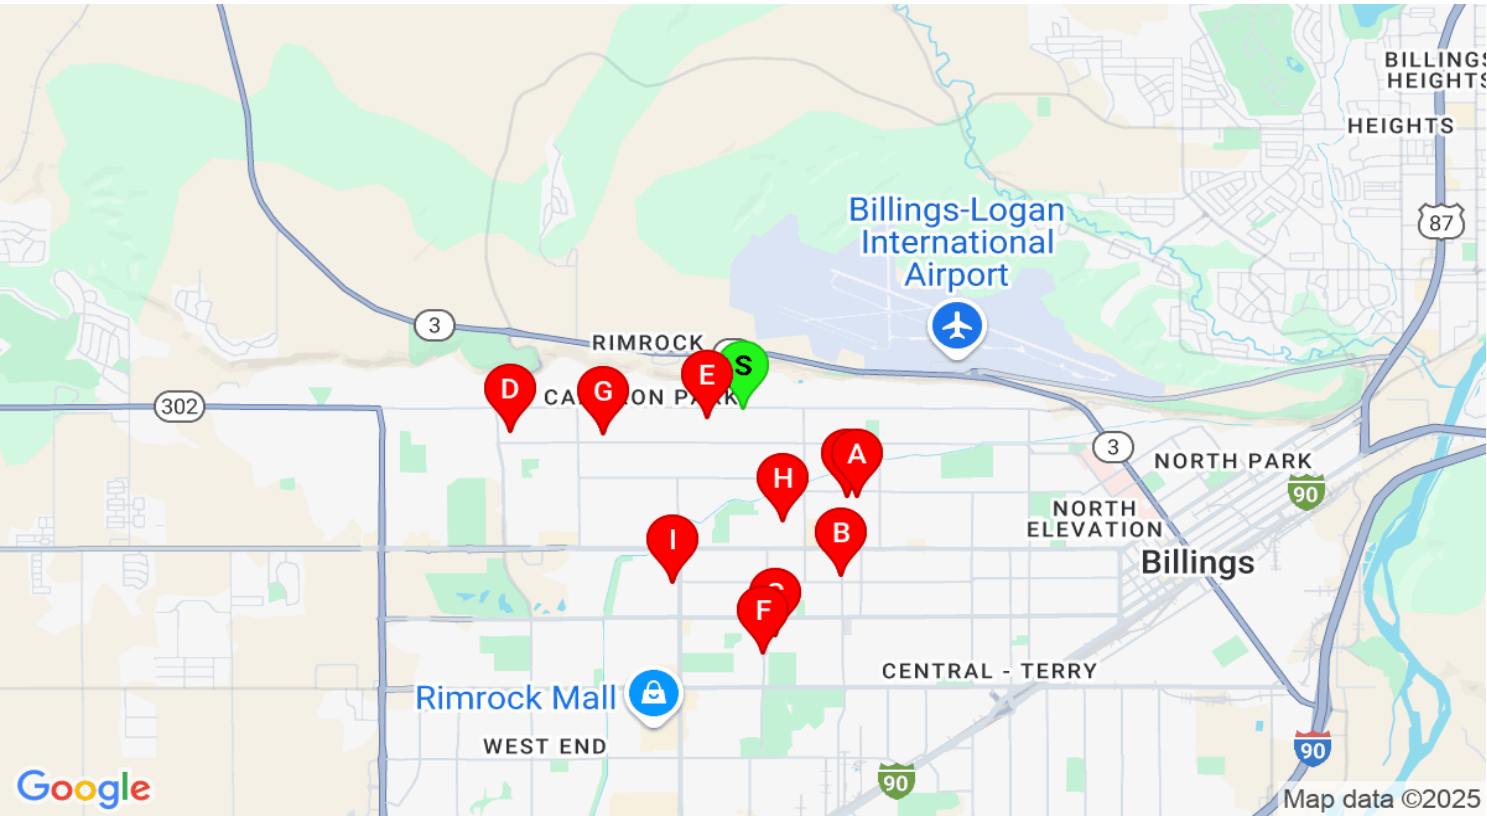 BILLINGS
HEIGHTS
HEIGHTS
87
Billings-Logan
International
Airport
3
RIMROCK
S
E
D
G
302
A
3
NORTH PARK
90
H
NORTH
ELEVATION
B
I
Billings
F
CENTRAL - TERRY
Rimrock Mall
WEST END
90
90
Google
Map data ©2025